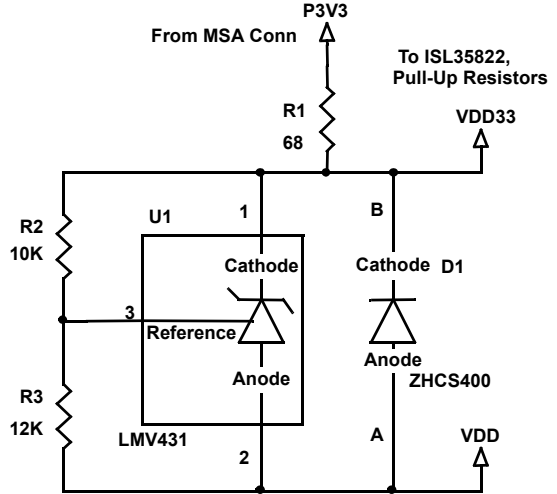 P3V3
From MSA Conn
To ISL35822,
Pull-Up Resistors
R1
68
VDD33
U1
1
B
R2
10K
Cathode
Cathode D1
3
Reference
Anode
Anode
ZHCS400
R3
12K
LMV431
2
A
VDD